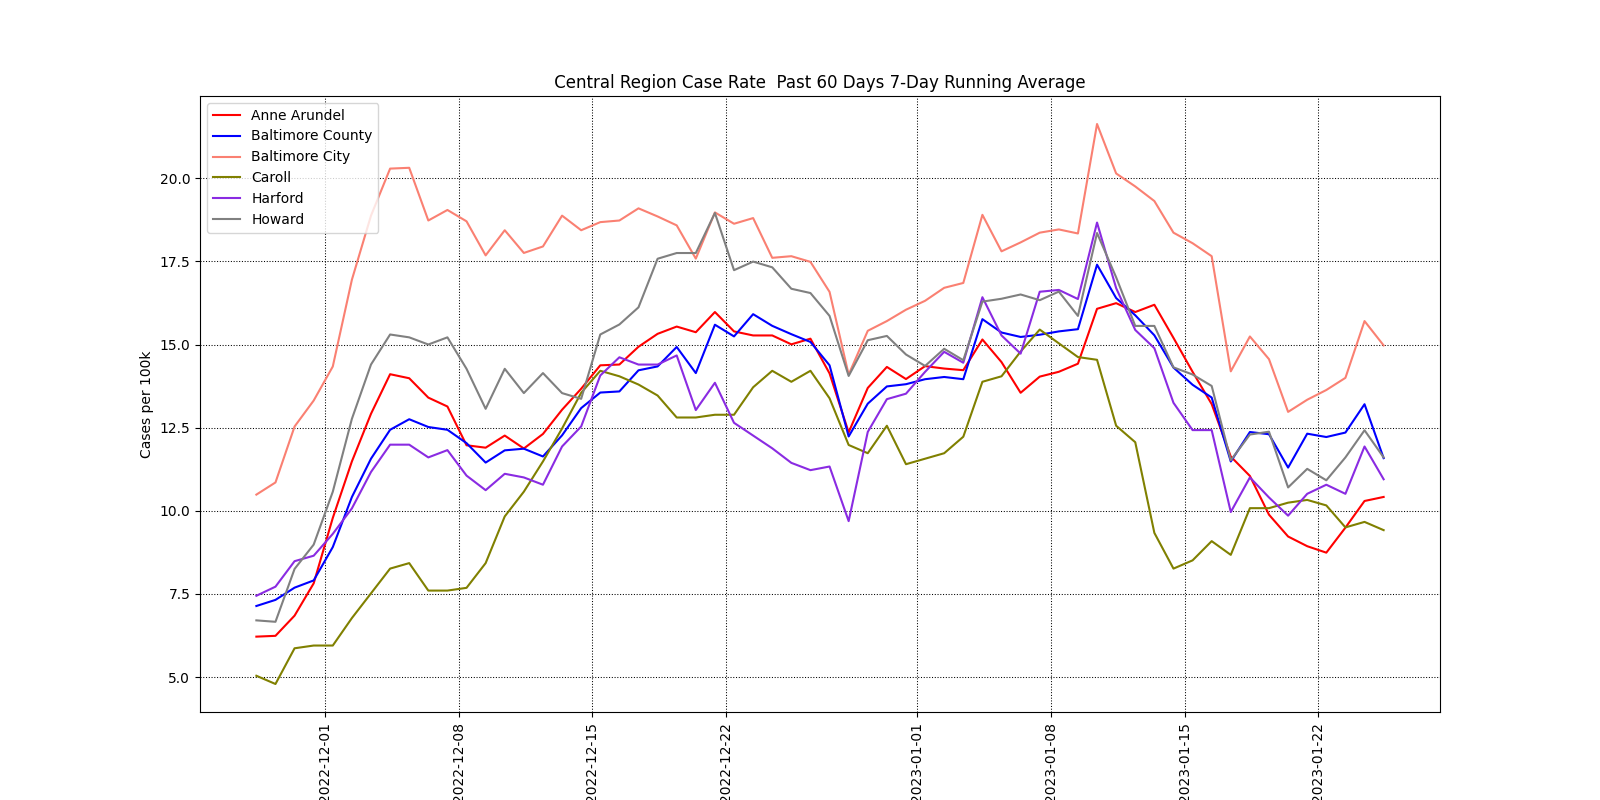 Central Region Case Rate  Past 60 Days 7-Day Running Average
Anne Arundel
Baltimore County
Baltimore City
Caroll
Harford
Howard
Cases per 100k
20.0
17.5
15.0
12.5
10.0
7.5
5.0
2022-12-01
2022-12-08
2022-12-15
2022-12-22
2023-01-01
2023-01-08
2023-01-15
2023-01-22